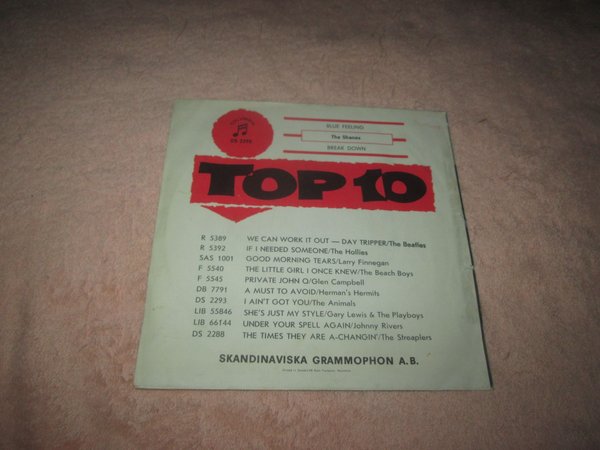 COLUMBIA
DS 2295
BLUE FEELING
The Shanes
BREAK DOWN
TOP 10
R 5389 WE CAN WORK IT OUT — DAY TRIPPER/The Beatles
R 5392 IF I NEEDED SOMEONE/The Hollies
SAS 1001 GOOD MORNING TEARS/Larry Finnegan
F 5540 THE LITTLE GIRL I ONCE KNEW/The Beach Boys
F 5545 PRIVATE JOHN Q/Glen Campbell
DB 7791 A MUST TO AVOID/Herman's Hermits
DS 2293 I AIN'T GOT YOU/The Animals
LIB 55846 SHE'S JUST MY STYLE/Gary Lewis & The Playboys
LIB 66144 UNDER YOUR SPELL AGAIN/Johnny Rivers
DS 2288 THE TIMES THEY ARE A-CHANGIN'/The Streaplers
SKANDINAVISKA GRAMMOPHON A.B.